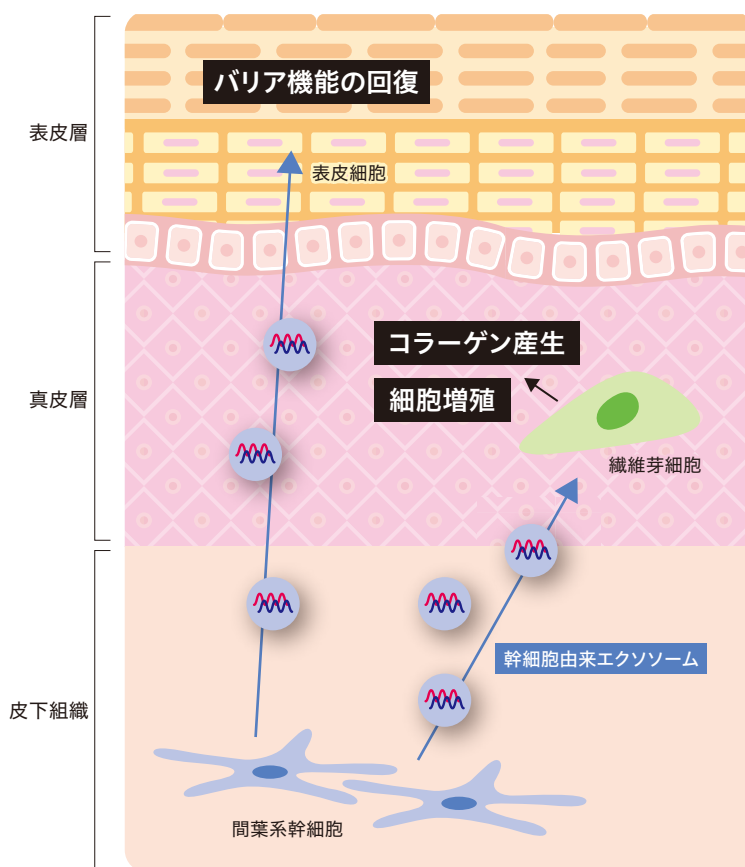 バリア機能の回復
表皮層
表皮細胞
コラーゲン産生
細胞増殖
真皮層
繊維芽細胞
幹細胞由来エクソソーム
皮下組織
間葉系幹細胞